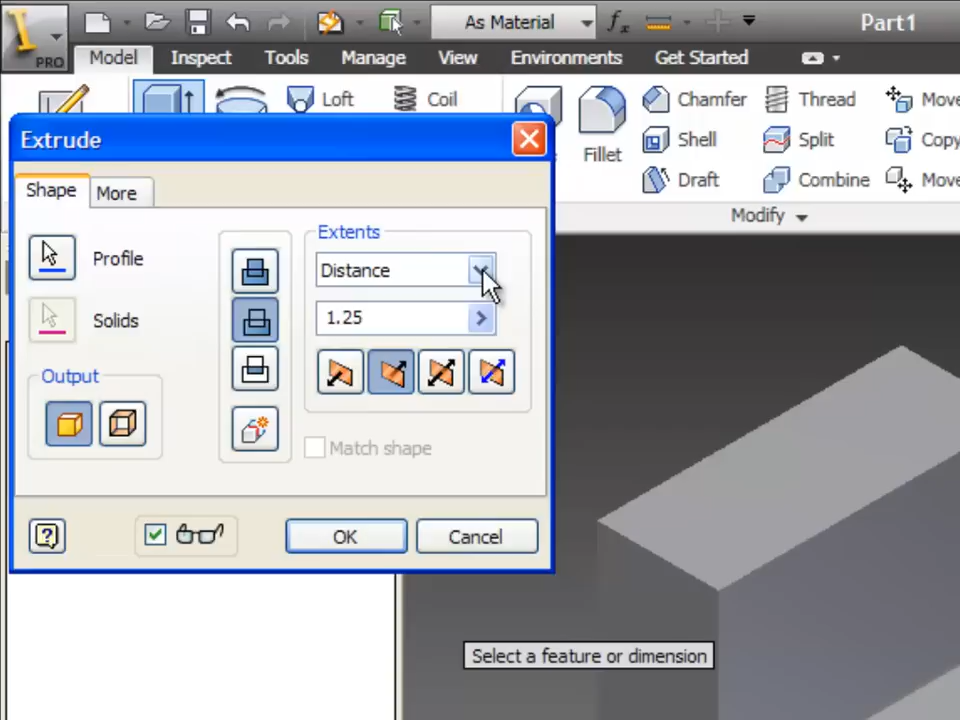 PRO
As Material
fx
Part1
Model
Inspect
Tools
Manage
View
Environments
Get Started
Loft
Coil
Chamfer
Thread
Move
Extrude
Fillet
Shell
Split
Copy
Draft
Combine
Move
Shape
More
Modify
Extents
Profile
Distance
Solids
1.25
Output
Match shape
OK
Cancel
Select a feature or dimension